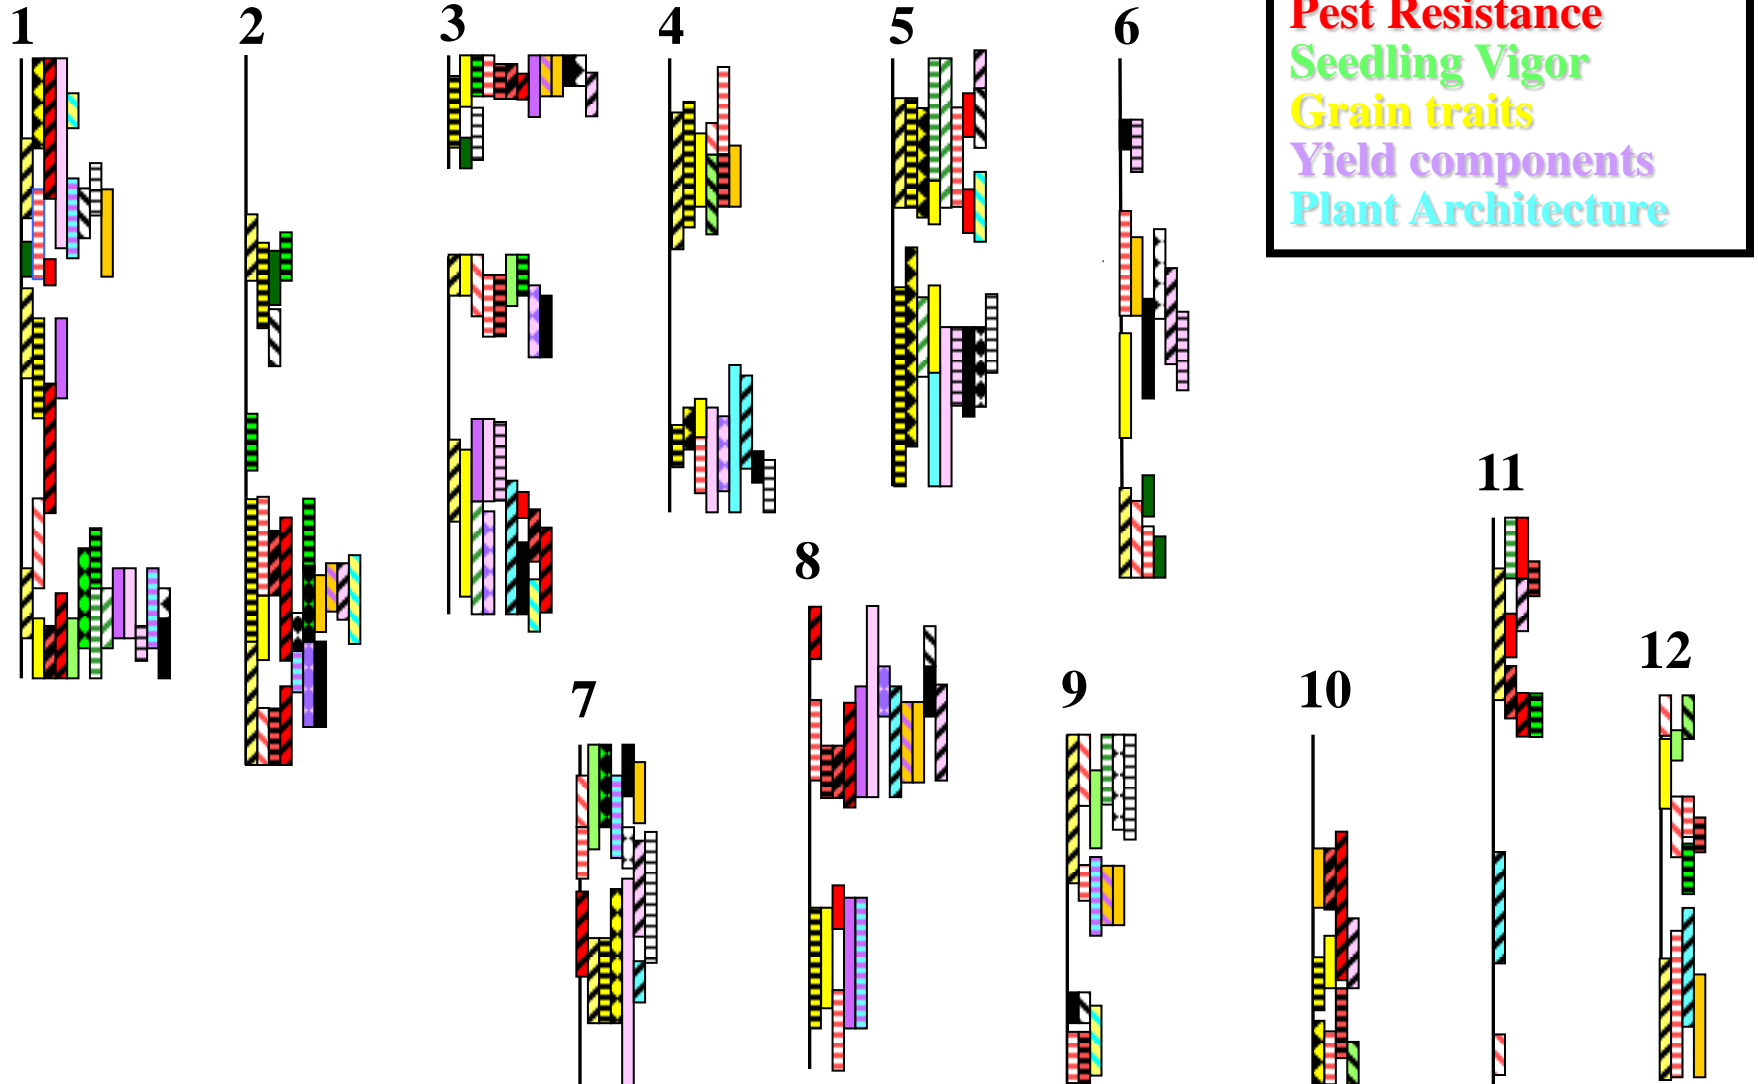 1 2 3 4 5 6
Pest Resistance
Seedling Vigor
Grain traits
Yield components
Plant Architecture
11
8
12
7 9 10